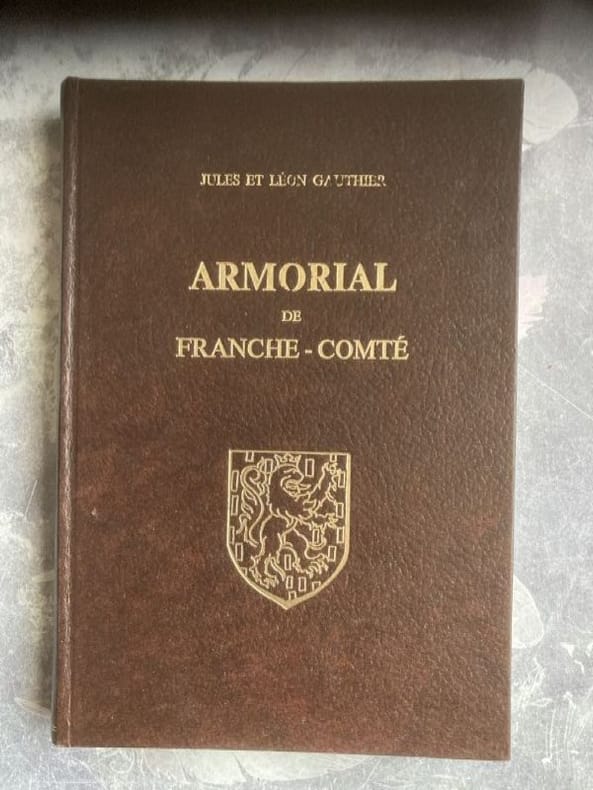 JULES ET LÉON GAUTHIER
ARMORIAL
DE
FRANCHE-COMTÉ